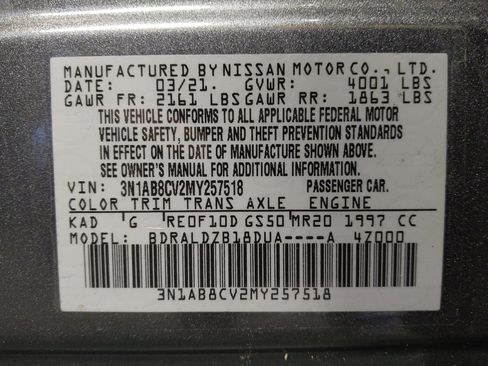 MANUFACTURED BY NISSAN MOTOR CO., LTD.
DATE: 03/21. GVWR: 4001 LBS
GAWR FR: 2161 LBS GAWR RR: 1863 LBS
THIS VEHICLE CONFORMS TO ALL APPLICABLE FEDERAL MOTOR
VEHICLE SAFETY, BUMPER AND THEFT PREVENTION STANDARDS
IN EFFECT ON THE DATE OF MANUFACTURE SHOWN ABOVE.
SEE OWNER'S MANUAL FOR ADDITIONAL INFORMATION.
VIN: 3N1AB8CV2MY257518 PASSENGER CAR.
COLOR TRIM TRANS AXLE ENGINE
KAD G RE0F10D GS50 MR20 1997 CC
MODEL: BDRALDZB18DUA----A 4Z000
3N1AB8CV2MY257518